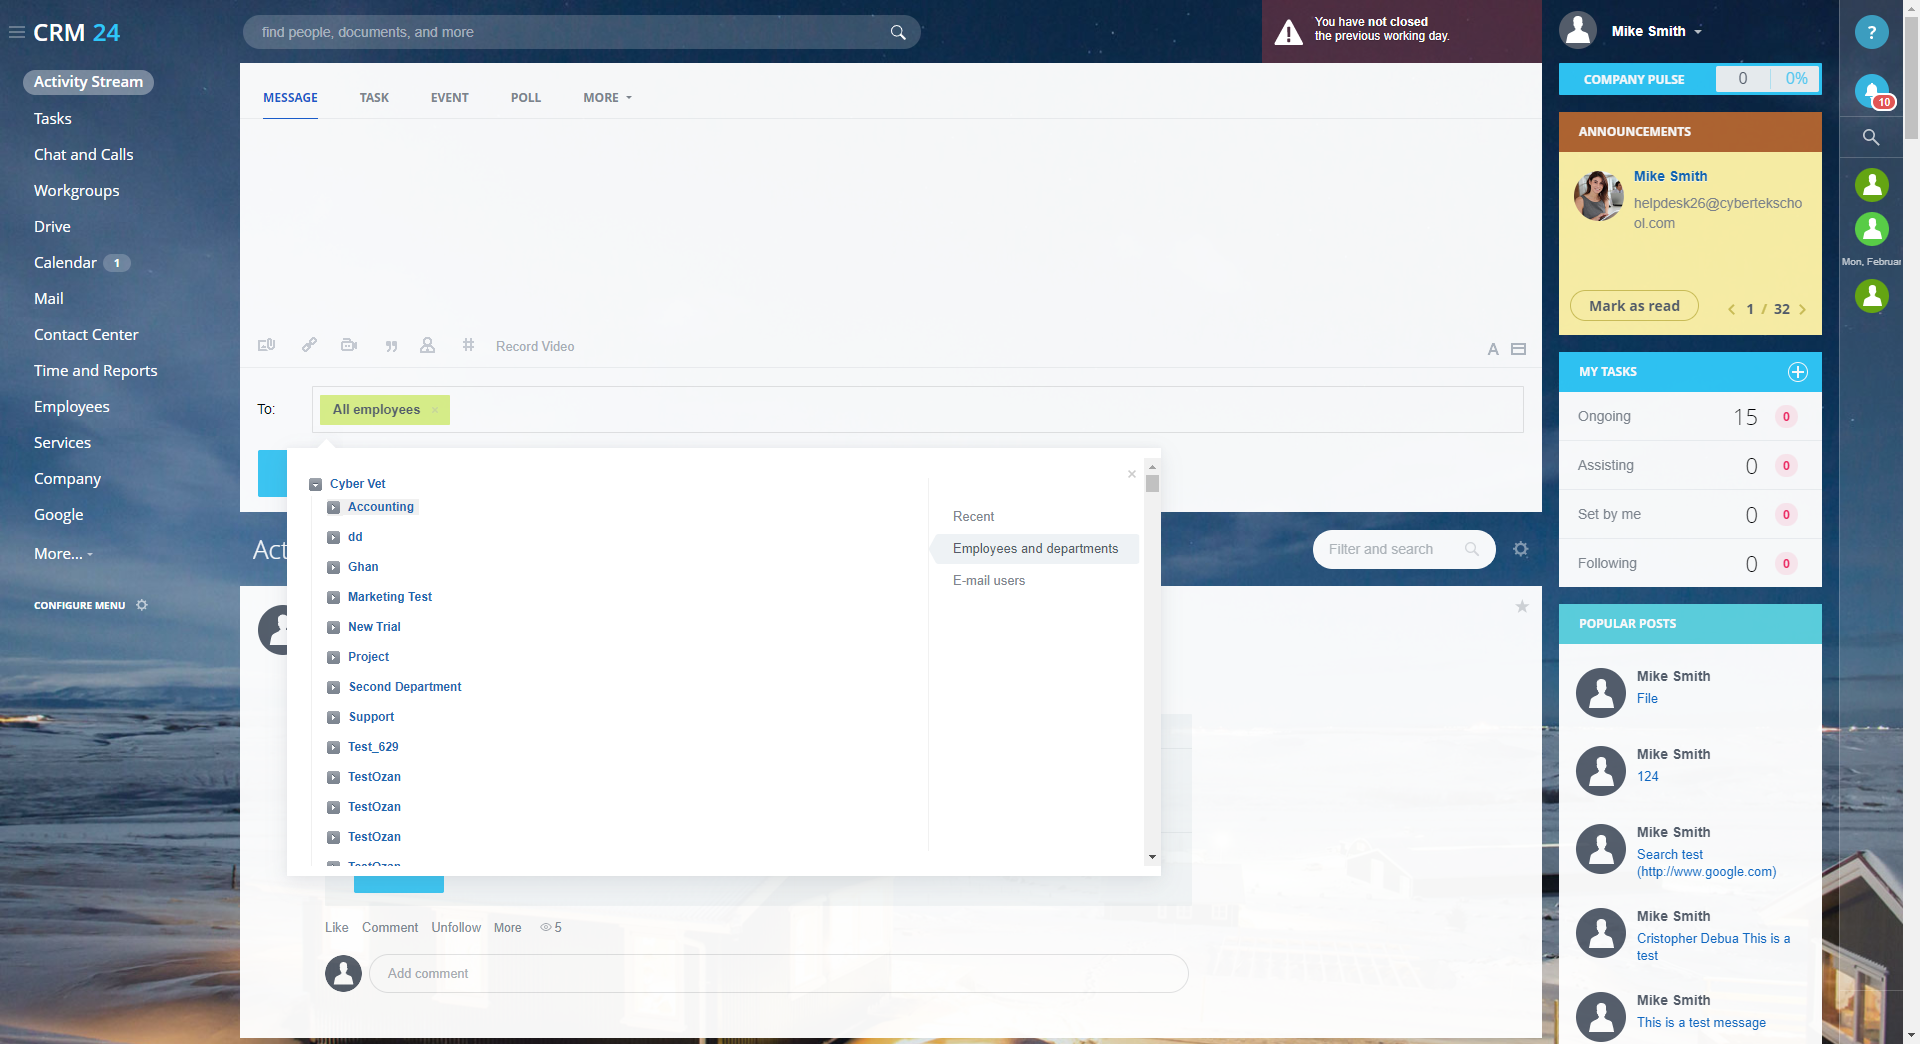 CRM 24
find people, documents, and more
You have not closed
the previous working day.
Mike Smith
?
Activity Stream
Tasks
Chat and Calls
Workgroups
Drive
Calendar 1
Mail
Contact Center
Time and Reports
Employees
Services
Company
Google
More...
CONFIGURE MENU
MESSAGE TASK EVENT POLL MORE
Record Video
A
To: All employees ×
Cyber Vet
Accounting
dd
Ghan
Marketing Test
New Trial
Project
Second Department
Support
Test_629
TestOzan
TestOzan
TestOzan
TestOzan
×
Recent
Employees and departments
E-mail users
Act
Filter and search
Like Comment Unfollow More 5
Add comment
COMPANY PULSE 0 0%
ANNOUNCEMENTS
Mike Smith
helpdesk26@cybertekscho
ol.com
Mark as read
1 / 32
MY TASKS
Ongoing 15 0
Assisting 0 0
Set by me 0 0
Following 0 0
POPULAR POSTS
Mike Smith
File
Mike Smith
124
Mike Smith
Search test
(http://www.google.com)
Mike Smith
Cristopher Debua This is a
test
Mike Smith
This is a test message
10
Mon, Februar